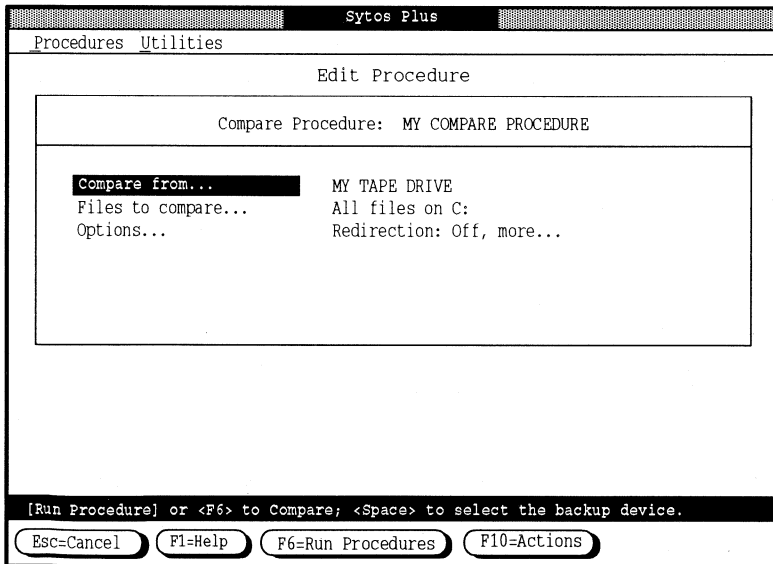 Sytos Plus
Procedures Utilities
Edit Procedure
Compare Procedure: MY COMPARE PROCEDURE
Compare from... MY TAPE DRIVE
Files to compare... All files on C:
Options... Redirection: Off, more...
[Run Procedure] or <F6> to Compare; <Space> to select the backup device.
Esc=Cancel F1=Help F6=Run Procedures F10=Actions